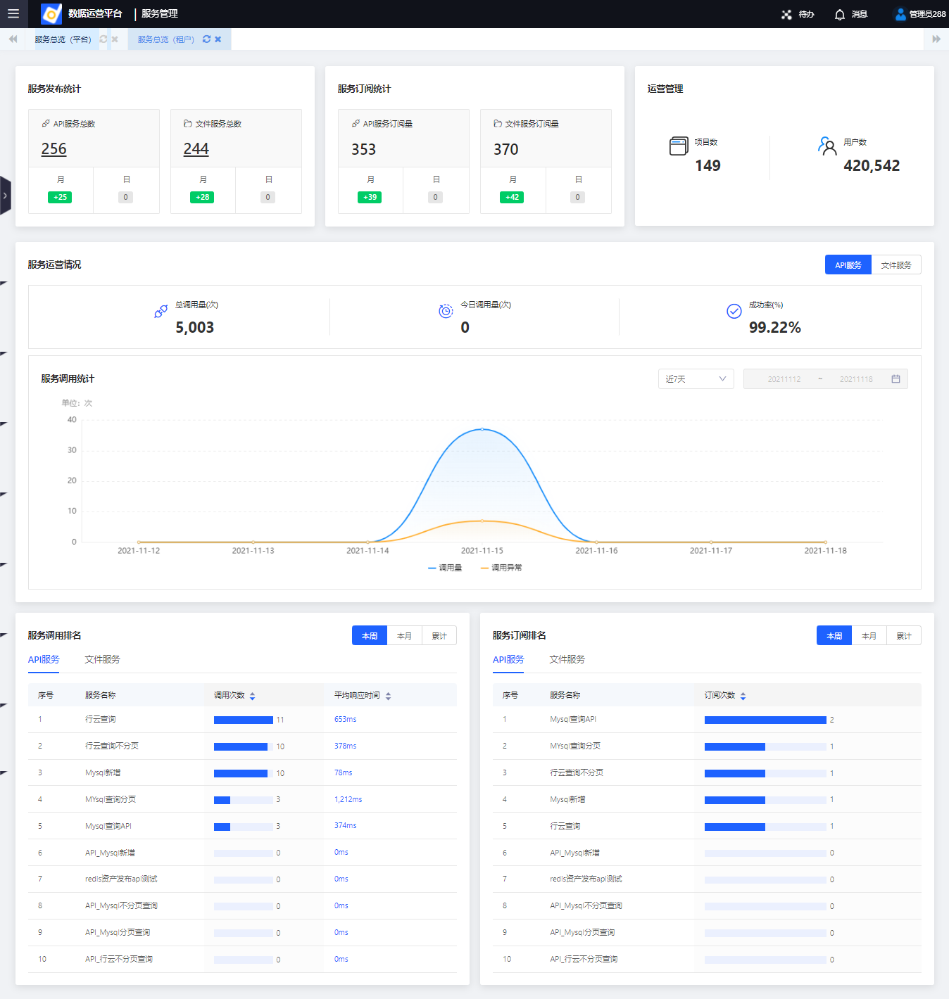 数据运营平台 服务管理 待办 消息 管理员288
服务总览（平台） 服务总览（租户）
服务发布统计
API服务总数
256
月 日
+25 0
文件服务总数
244
月 日
+28 0
服务订阅统计
API服务订阅量
353
月 日
+39 0
文件服务订阅量
370
月 日
+42 0
运营管理
项目数
149
用户数
420,542
服务运营情况 API服务 文件服务
总调用量(次)
5,003
今日调用量(次)
0
成功率(%)
99.22%
服务调用统计 近7天 20211112 ~ 20211118
单位: 次
40
30
20
10
0
2021-11-12 2021-11-13 2021-11-14 2021-11-15 2021-11-16 2021-11-17 2021-11-18
调用量 调用异常
服务调用排名 本周 本月 累计
API服务 文件服务
序号 服务名称 调用次数 平均响应时间
1 行云查询 11 653ms
2 行云查询不分页 10 378ms
3 Mysql新增 10 78ms
4 MYsql查询分页 3 1,212ms
5 Mysql查询API 3 374ms
6 API_Mysql新增 0 0ms
7 redis资产发布api测试 0 0ms
8 API_Mysql不分页查询 0 0ms
9 API_Mysql分页查询 0 0ms
10 API_行云不分页查询 0 0ms
服务订阅排名 本周 本月 累计
API服务 文件服务
序号 服务名称 订阅次数
1 Mysql查询API 2
2 MYsql查询分页 1
3 行云查询不分页 1
4 Mysql新增 1
5 行云查询 1
6 API_Mysql新增 0
7 redis资产发布api测试 0
8 API_Mysql不分页查询 0
9 API_Mysql分页查询 0
10 API_行云不分页查询 0